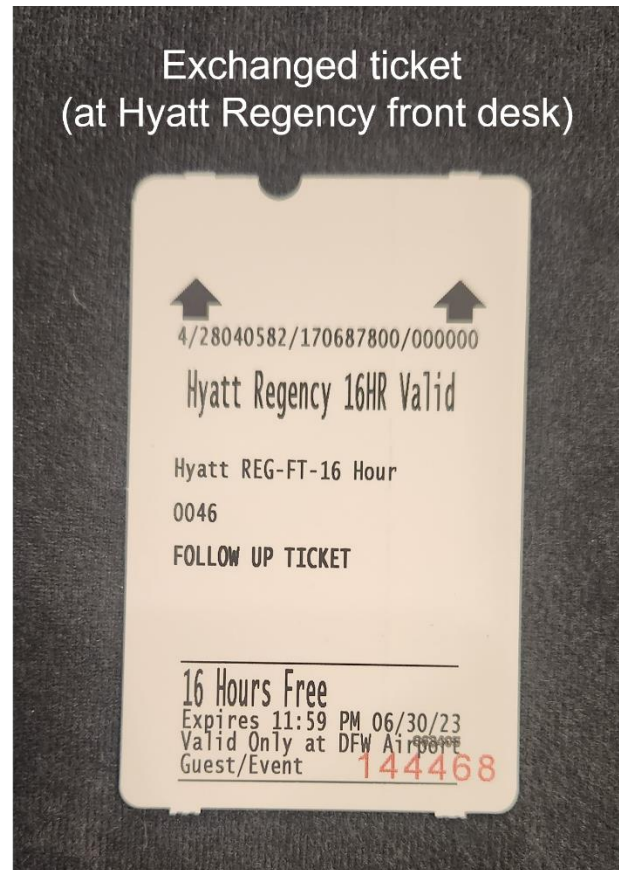 Exchanged ticket
(at Hyatt Regency front desk)
4/28040582/170687800/000000
Hyatt Regency 16HR Valid
Hyatt REG-FT-16 Hour
0046
FOLLOW UP TICKET
16 Hours Free
Expires 11:59 PM 06/30/23
Valid Only at DFW Airport
Guest/Event 144468